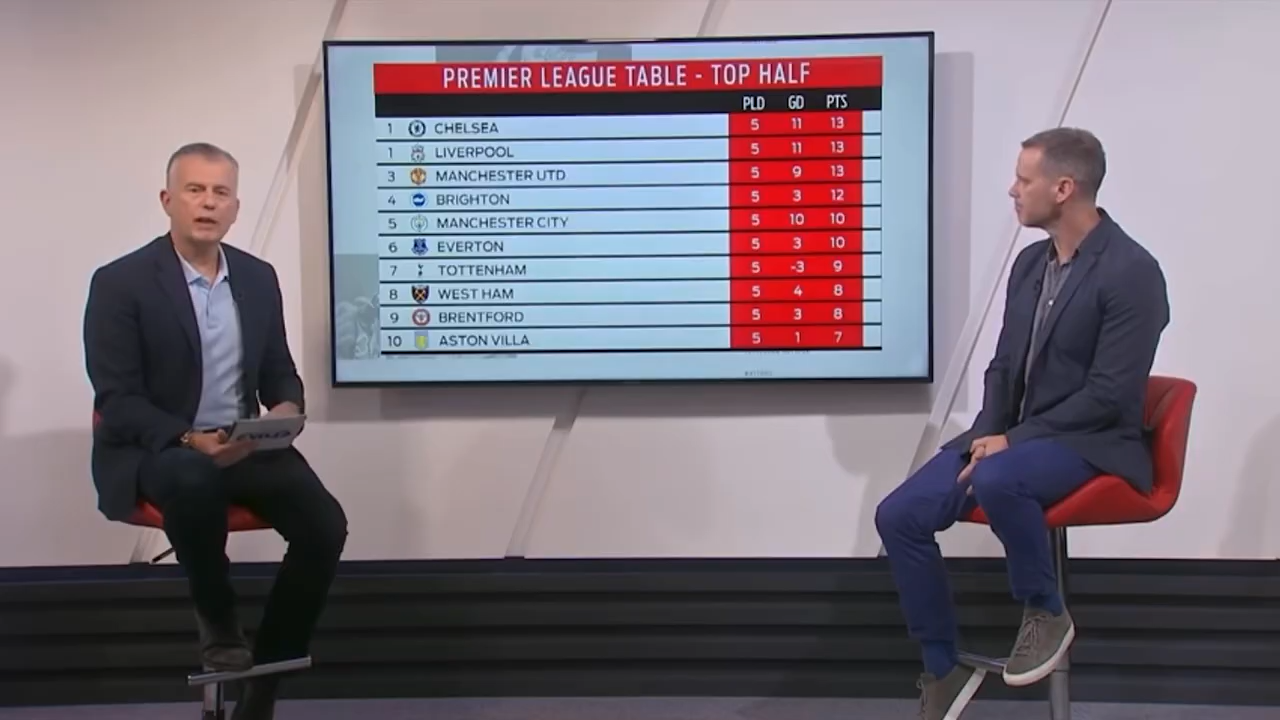 PREMIER LEAGUE TABLE - TOP HALF
PLD GD PTS
1 CHELSEA 5 11 13
1 LIVERPOOL 5 11 13
3 MANCHESTER UTD 5 9 13
4 BRIGHTON 5 3 12
5 MANCHESTER CITY 5 10 10
6 EVERTON 5 3 10
7 TOTTENHAM 5 -3 9
8 WEST HAM 5 4 8
9 BRENTFORD 5 3 8
10 ASTON VILLA 5 1 7